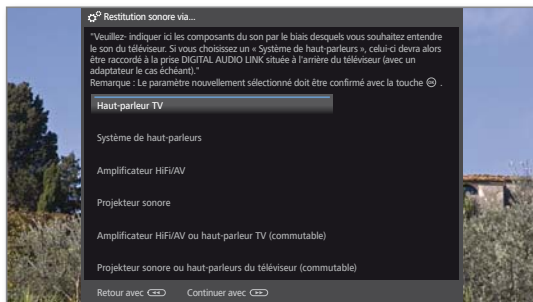 Restitution sonore via...
"Veuillez- indiquer ici les composants du son par le biais desquels vous souhaitez entendre
le son du téléviseur. Si vous choisissez un « Système de haut-parleurs », celui-ci devra alors
être raccordé à la prise DIGITAL AUDIO LINK située à l'arrière du téléviseur (avec un
adaptateur le cas échéant)."
Remarque : Le paramètre nouvellement sélectionné doit être confirmé avec la touche OK .
Haut-parleur TV
Système de haut-parleurs
Amplificateur HiFi/AV
Projekteur sonore
Amplificateur HiFi/AV ou haut-parleur TV (commutable)
Projekteur sonore ou haut-parleurs du téléviseur (commutable)
Retour avec Continuer avec